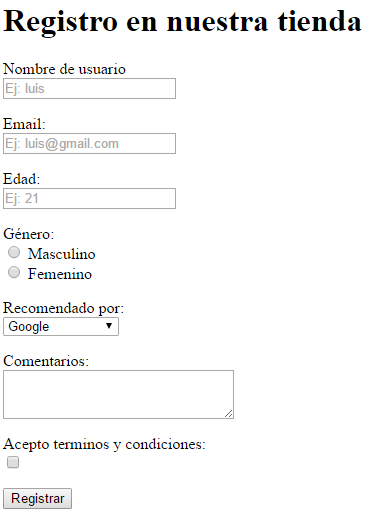 Registro en nuestra tienda
Nombre de usuario
Ej: luis
Email:
Ej: luis@gmail.com
Edad:
Ej: 21
Género:
Masculino
Femenino
Recomendado por:
Google
Comentarios:
Acepto terminos y condiciones:
Registrar